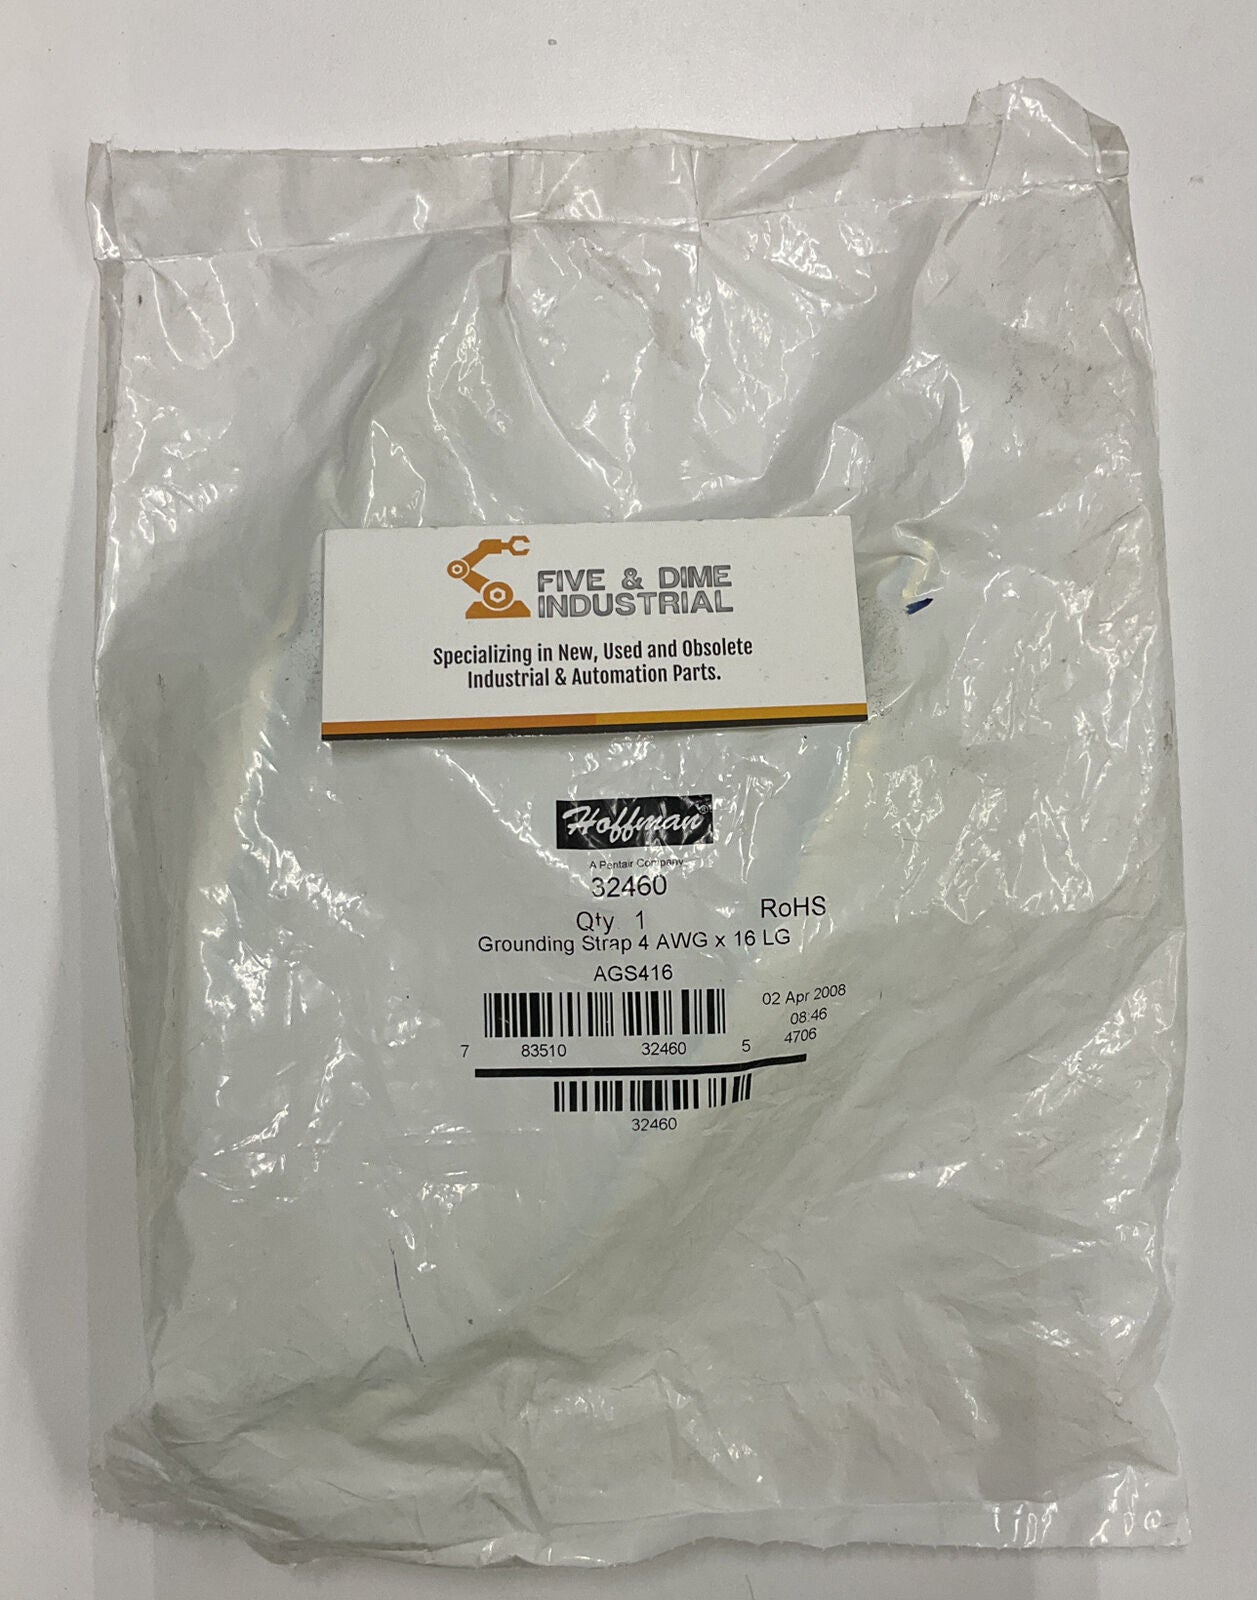 FIVE & DIME
INDUSTRIAL
Specializing in New, Used and Obsolete
Industrial & Automation Parts.
Hoffman®
A Pentair Company
32460
Qty 1
RoHS
Grounding Strap 4 AWG x 16 LG
AGS416
02 Apr 2008
08:46
4706
7 83510 32460 5
32460